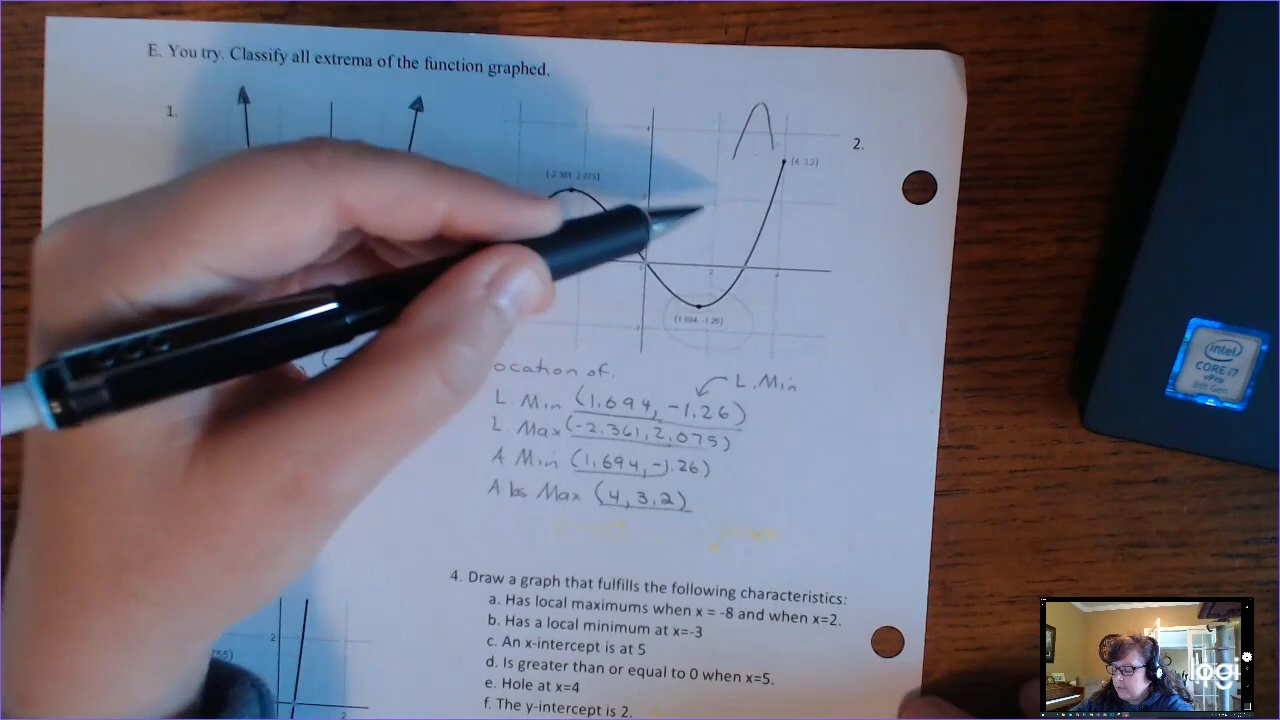 E. You try. Classify all extrema of the function graphed.
1.
2.
(4, 3.2)
(1.694, -1.26)
ocation of.
L. Min
L. Min (1.694, -1.26)
L. Max (-2.361, 2.075)
A Min (1.694, -1.26)
Abs Max (4, 3.2)
4. Draw a graph that fulfills the following characteristics:
a. Has local maximums when x = -8 and when x=2.
b. Has a local minimum at x=-3
c. An x-intercept is at 5
d. Is greater than or equal to 0 when x=5.
e. Hole at x=4
f. The y-intercept is 2.
2
2
intel
CORE i7
vPro
8th Gen
logi